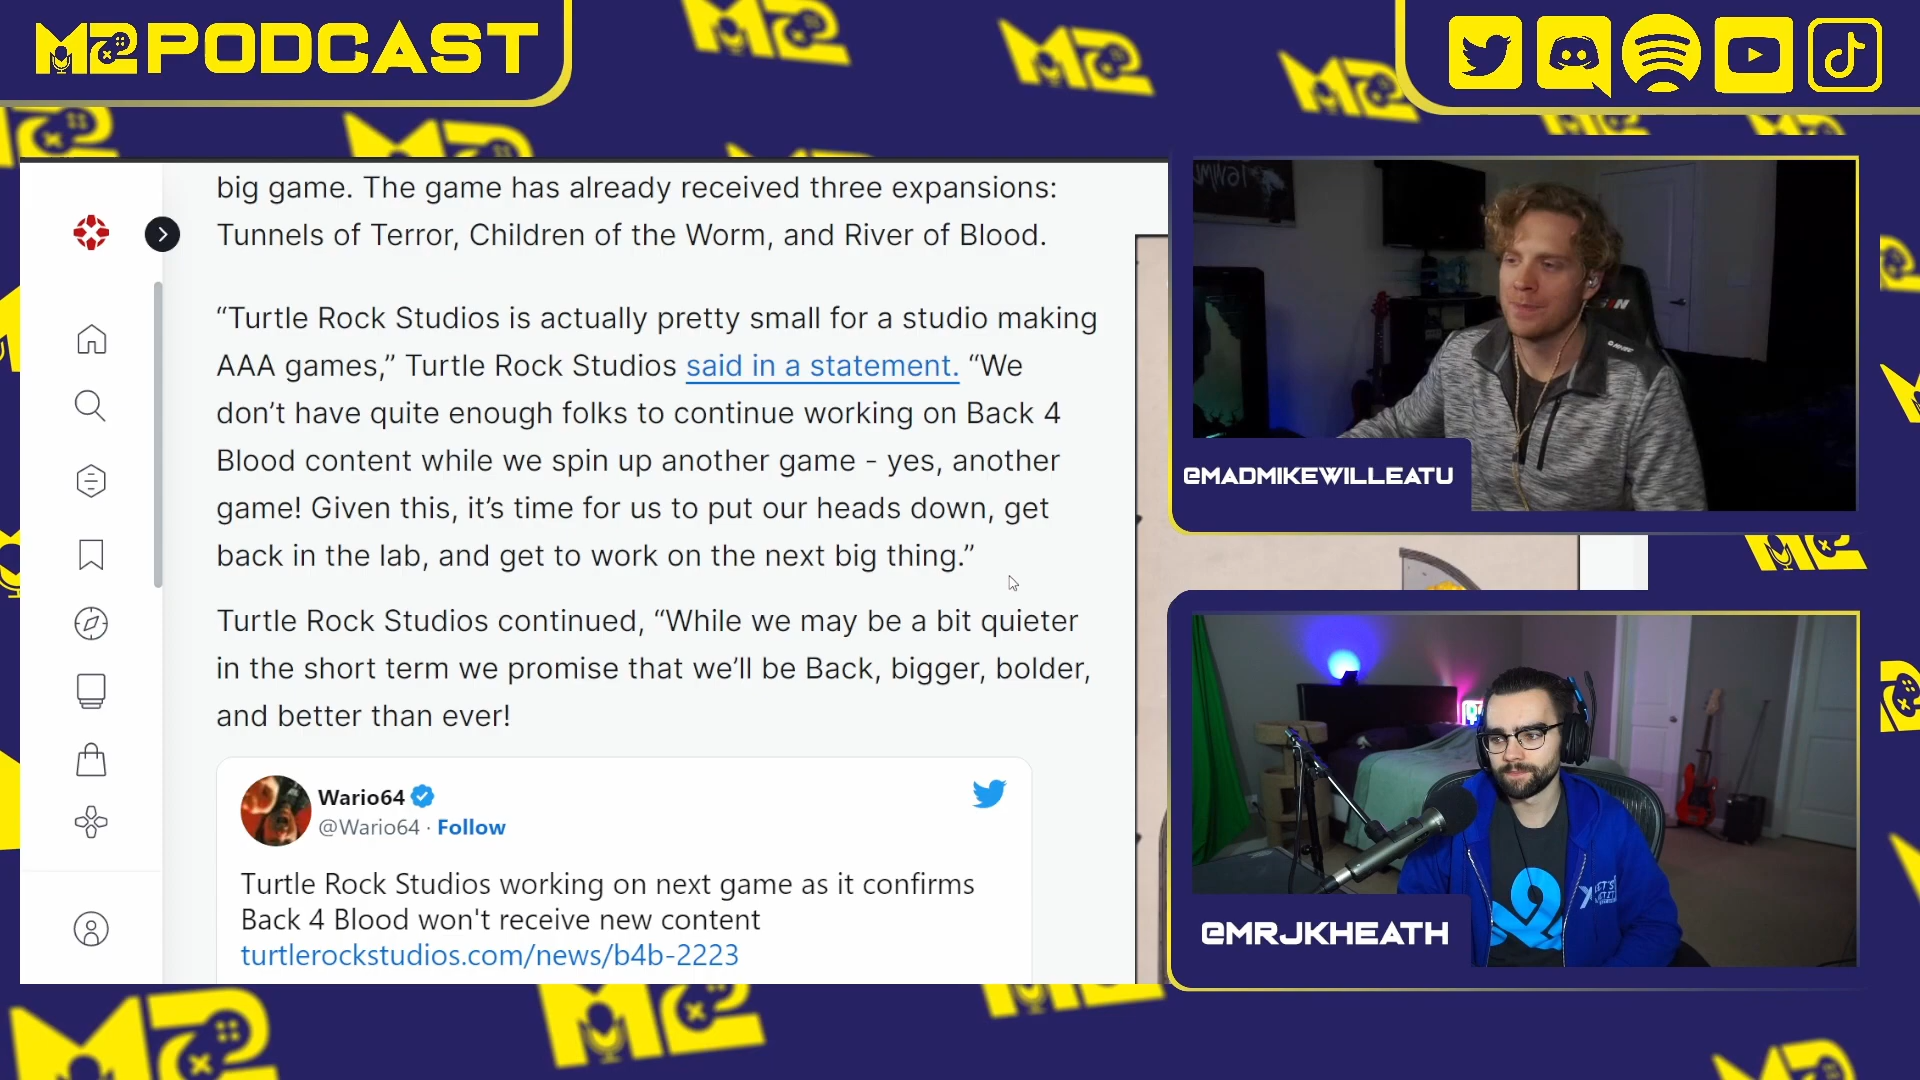 M2PODCAST
big game. The game has already received three expansions:
Tunnels of Terror, Children of the Worm, and River of Blood.
“Turtle Rock Studios is actually pretty small for a studio making
AAA games,” Turtle Rock Studios said in a statement. “We
don’t have quite enough folks to continue working on Back 4
Blood content while we spin up another game - yes, another
game! Given this, it’s time for us to put our heads down, get
back in the lab, and get to work on the next big thing.”
Turtle Rock Studios continued, “While we may be a bit quieter
in the short term we promise that we’ll be Back, bigger, bolder,
and better than ever!
Wario64
@Wario64 · Follow
Turtle Rock Studios working on next game as it confirms
Back 4 Blood won't receive new content
turtlerockstudios.com/news/b4b-2223
@MADMIKEWILLEATU
@MRJKHEATH